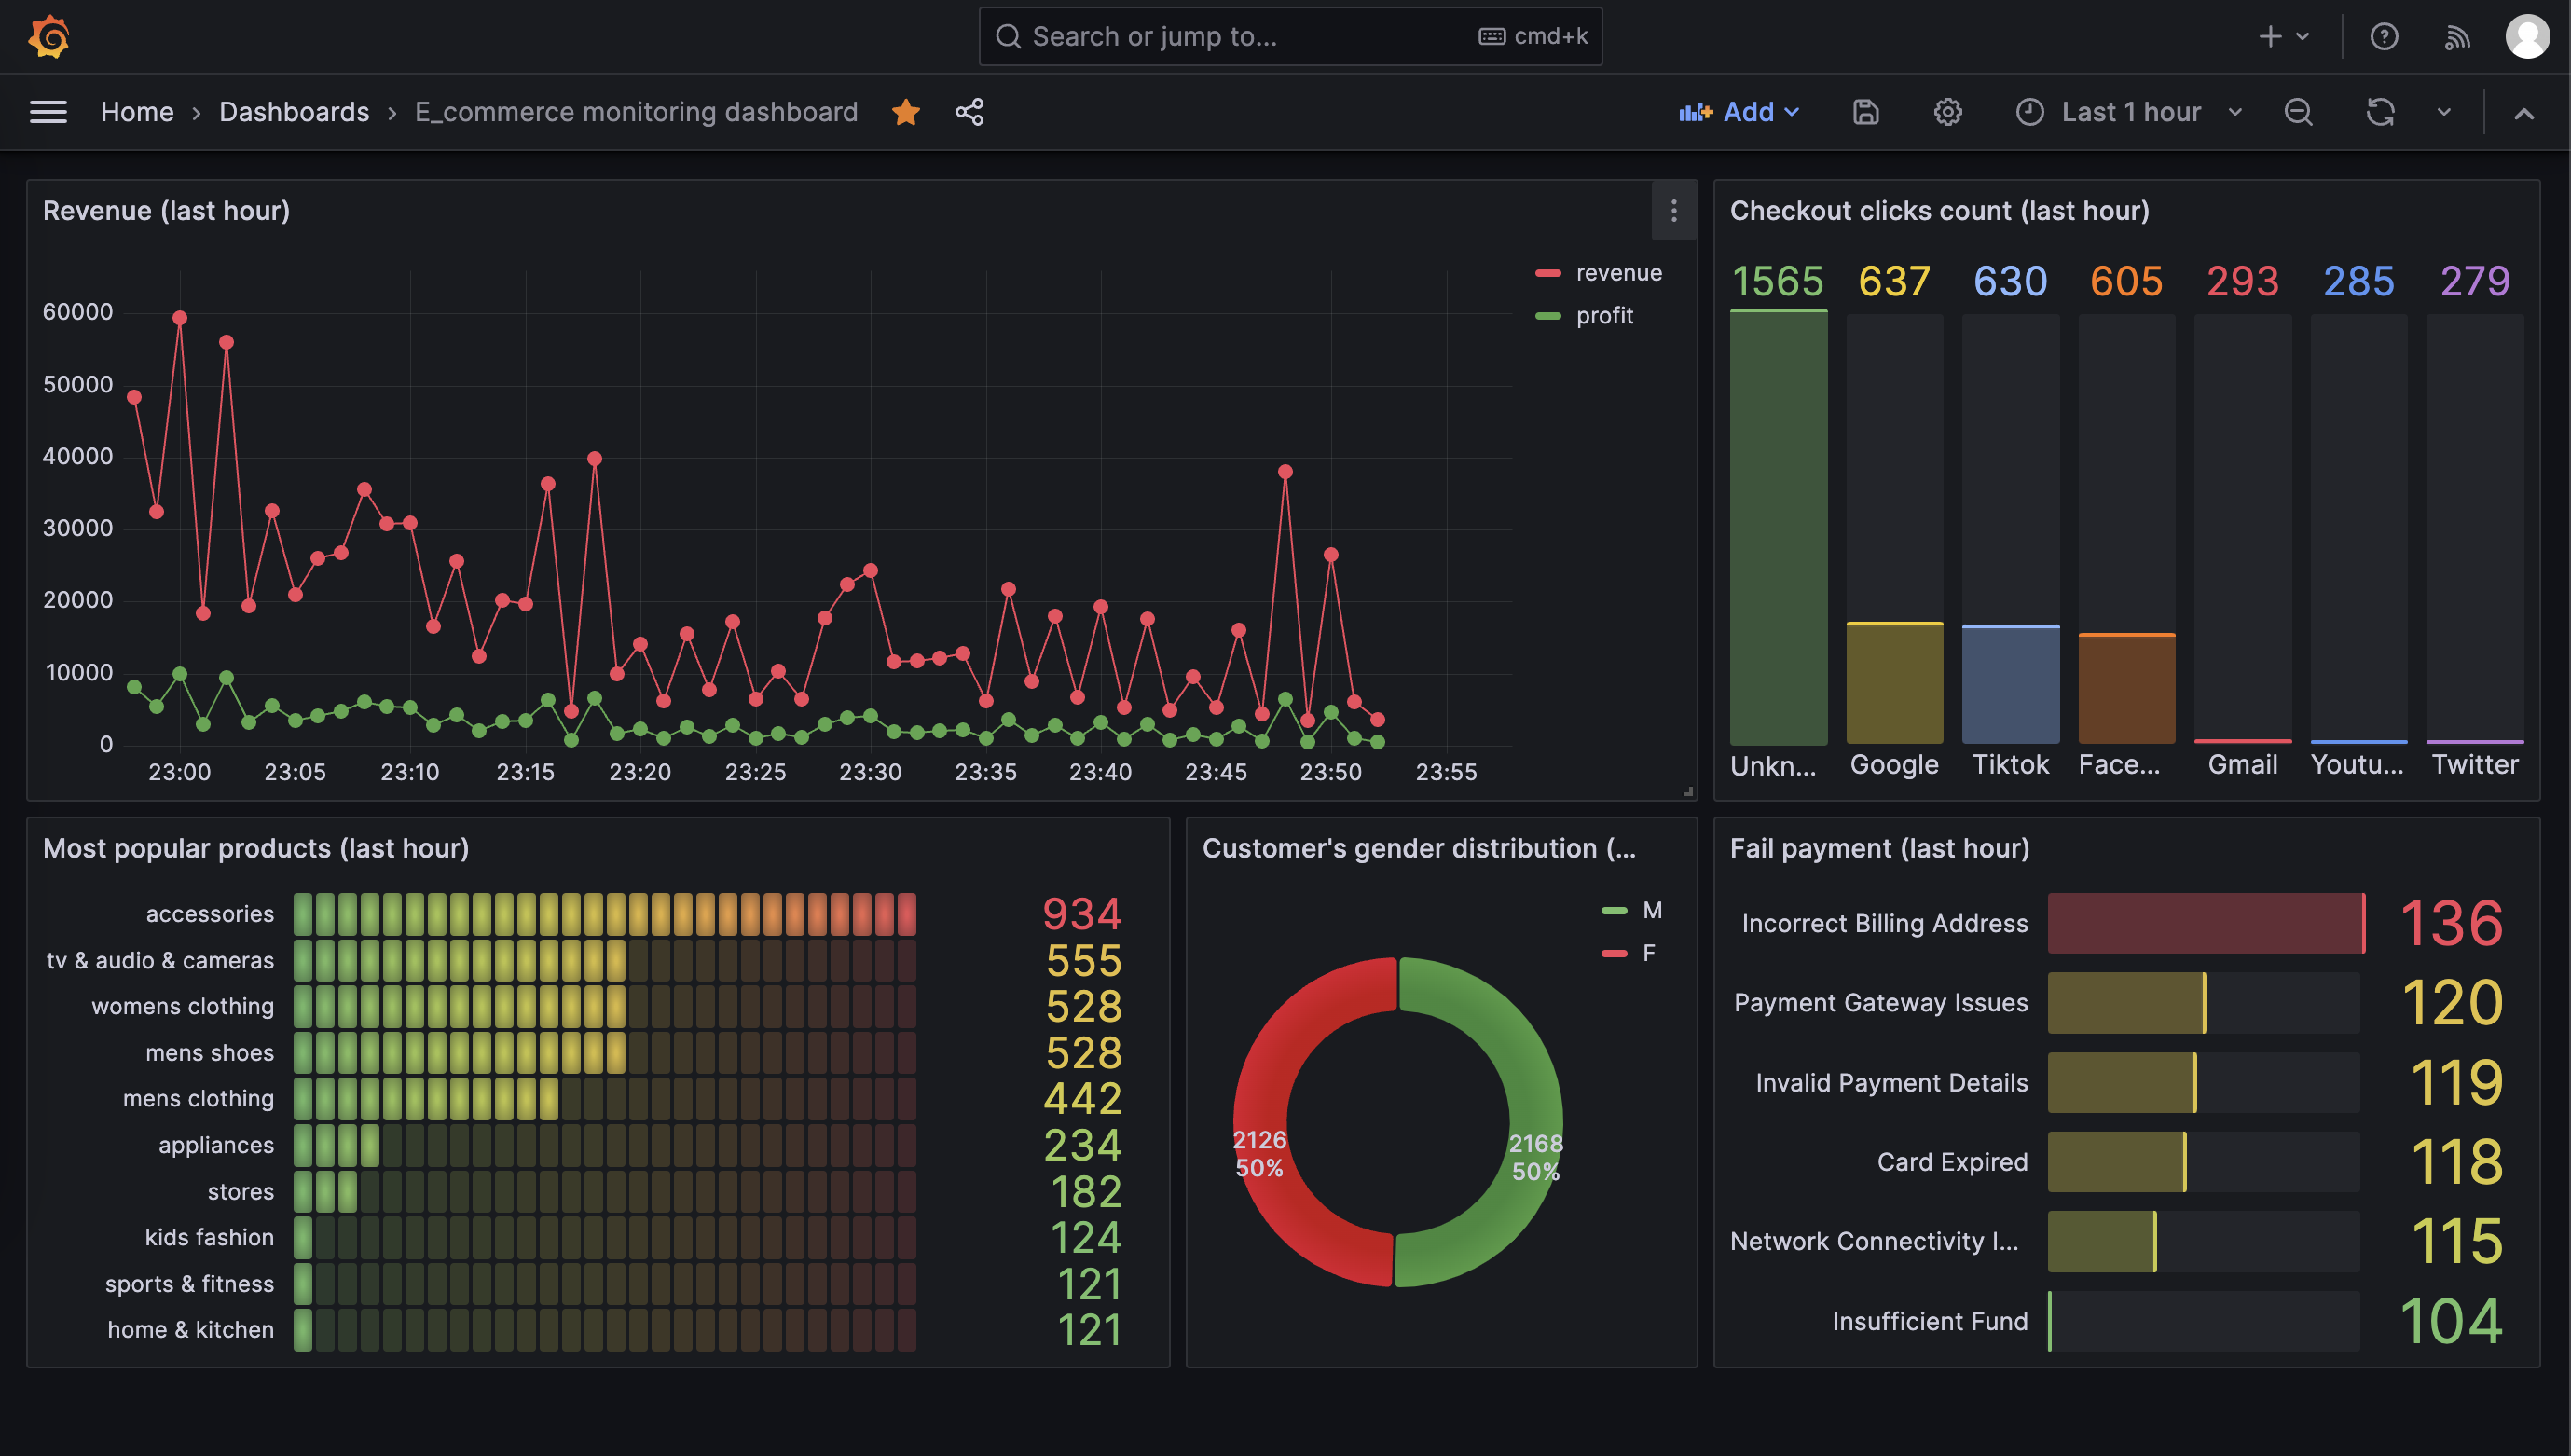 Search or jump to... cmd+k
Home › Dashboards › E_commerce monitoring dashboard
Add
Last 1 hour
Revenue (last hour)
revenue
profit
60000
50000
40000
30000
20000
10000
0
23:00 23:05 23:10 23:15 23:20 23:25 23:30 23:35 23:40 23:45 23:50 23:55
Checkout clicks count (last hour)
1565 637 630 605 293 285 279
Unkn... Google Tiktok Face... Gmail Youtu... Twitter
Most popular products (last hour)
accessories 934
tv & audio & cameras 555
womens clothing 528
mens shoes 528
mens clothing 442
appliances 234
stores 182
kids fashion 124
sports & fitness 121
home & kitchen 121
Customer's gender distribution (...
M
F
2126
50%
2168
50%
Fail payment (last hour)
Incorrect Billing Address 136
Payment Gateway Issues 120
Invalid Payment Details 119
Card Expired 118
Network Connectivity I... 115
Insufficient Fund 104